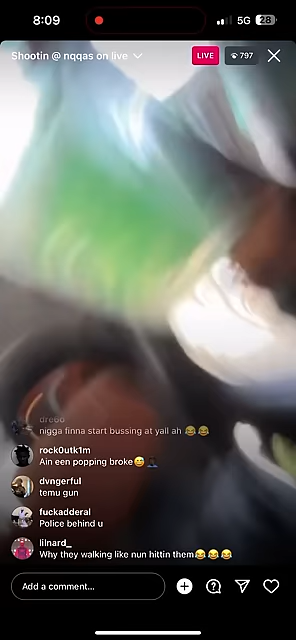 8:09
5G 28
Shootin @ nqqas on live
LIVE
797
dre60
nigga finna start bussing at yall ah 😂😂
rock0utk1m
Ain een popping broke😅
dvngerful
temu gun
fuckadderal
Police behind u
lilnard_
Why they walking like nun hittin them😂😂😂
Add a comment...